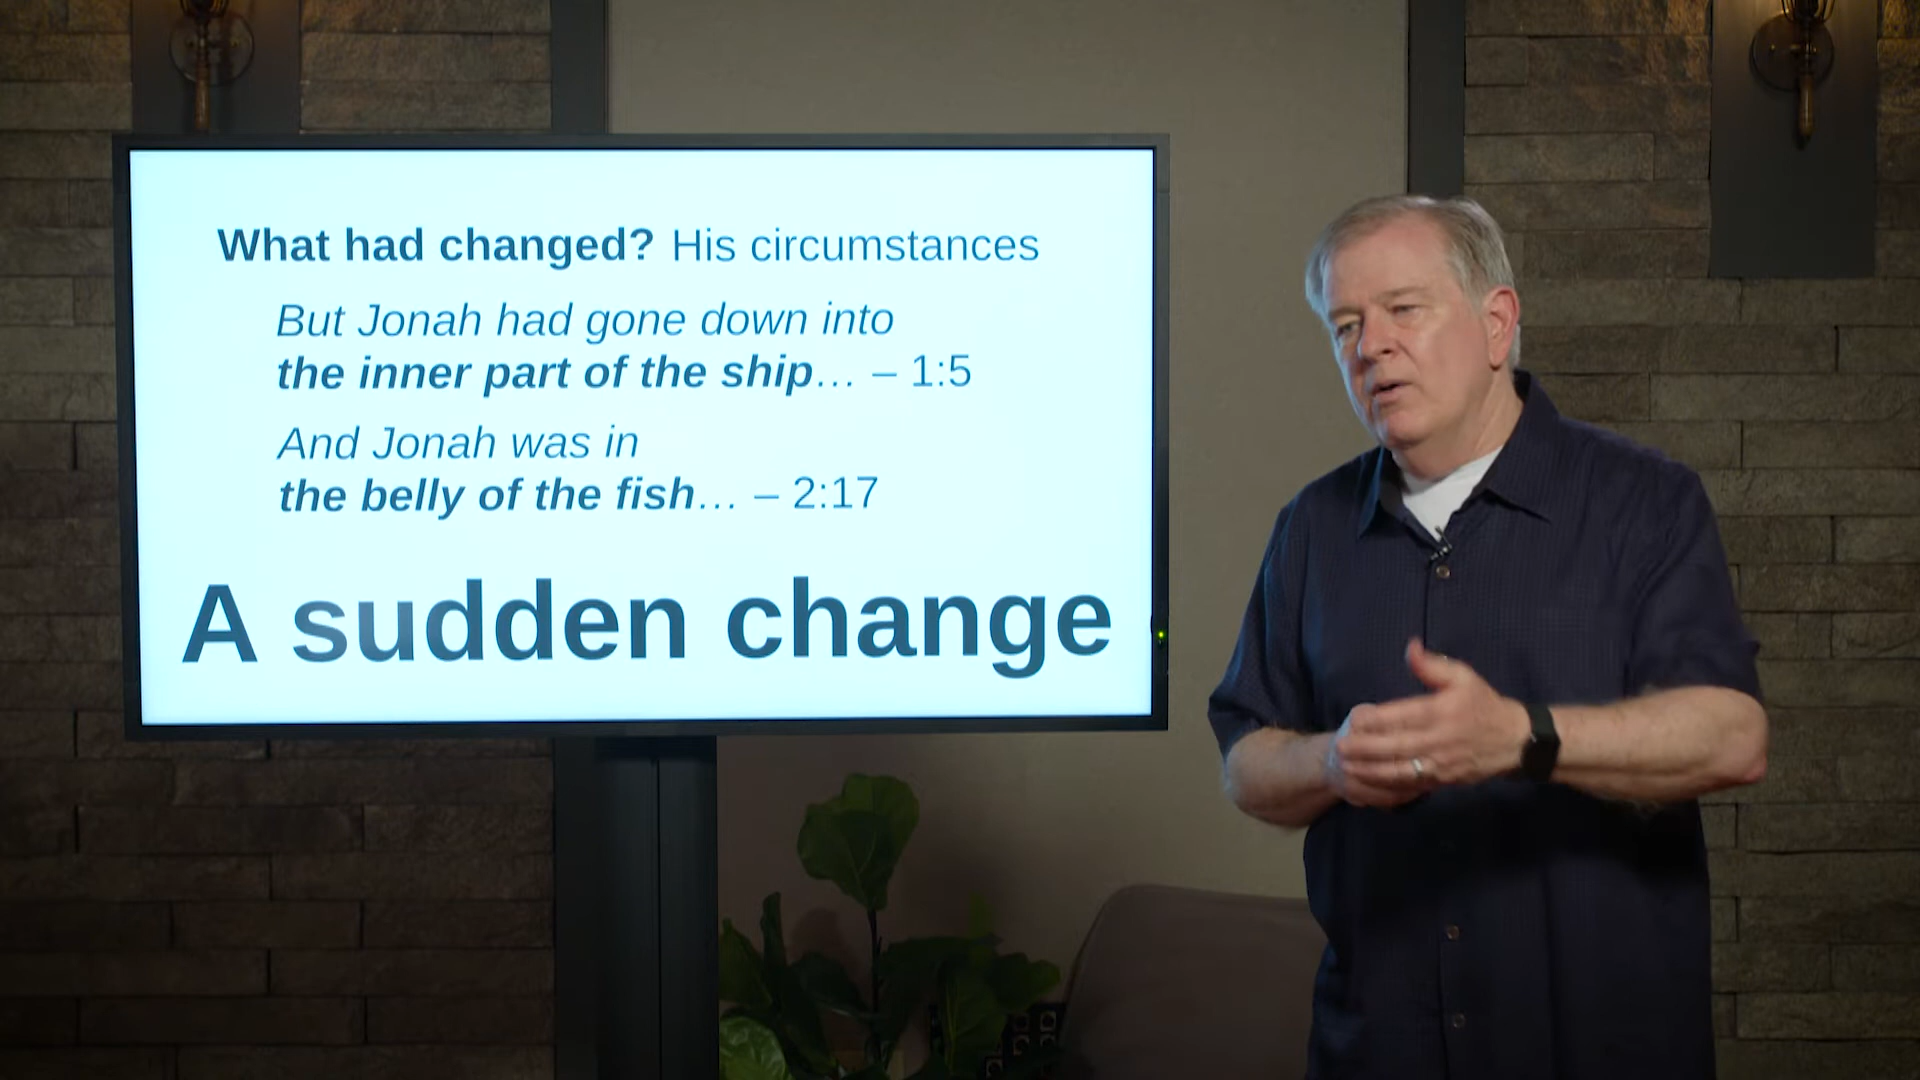 What had changed? His circumstances
But Jonah had gone down into
the inner part of the ship… – 1:5
And Jonah was in
the belly of the fish… – 2:17
A sudden change